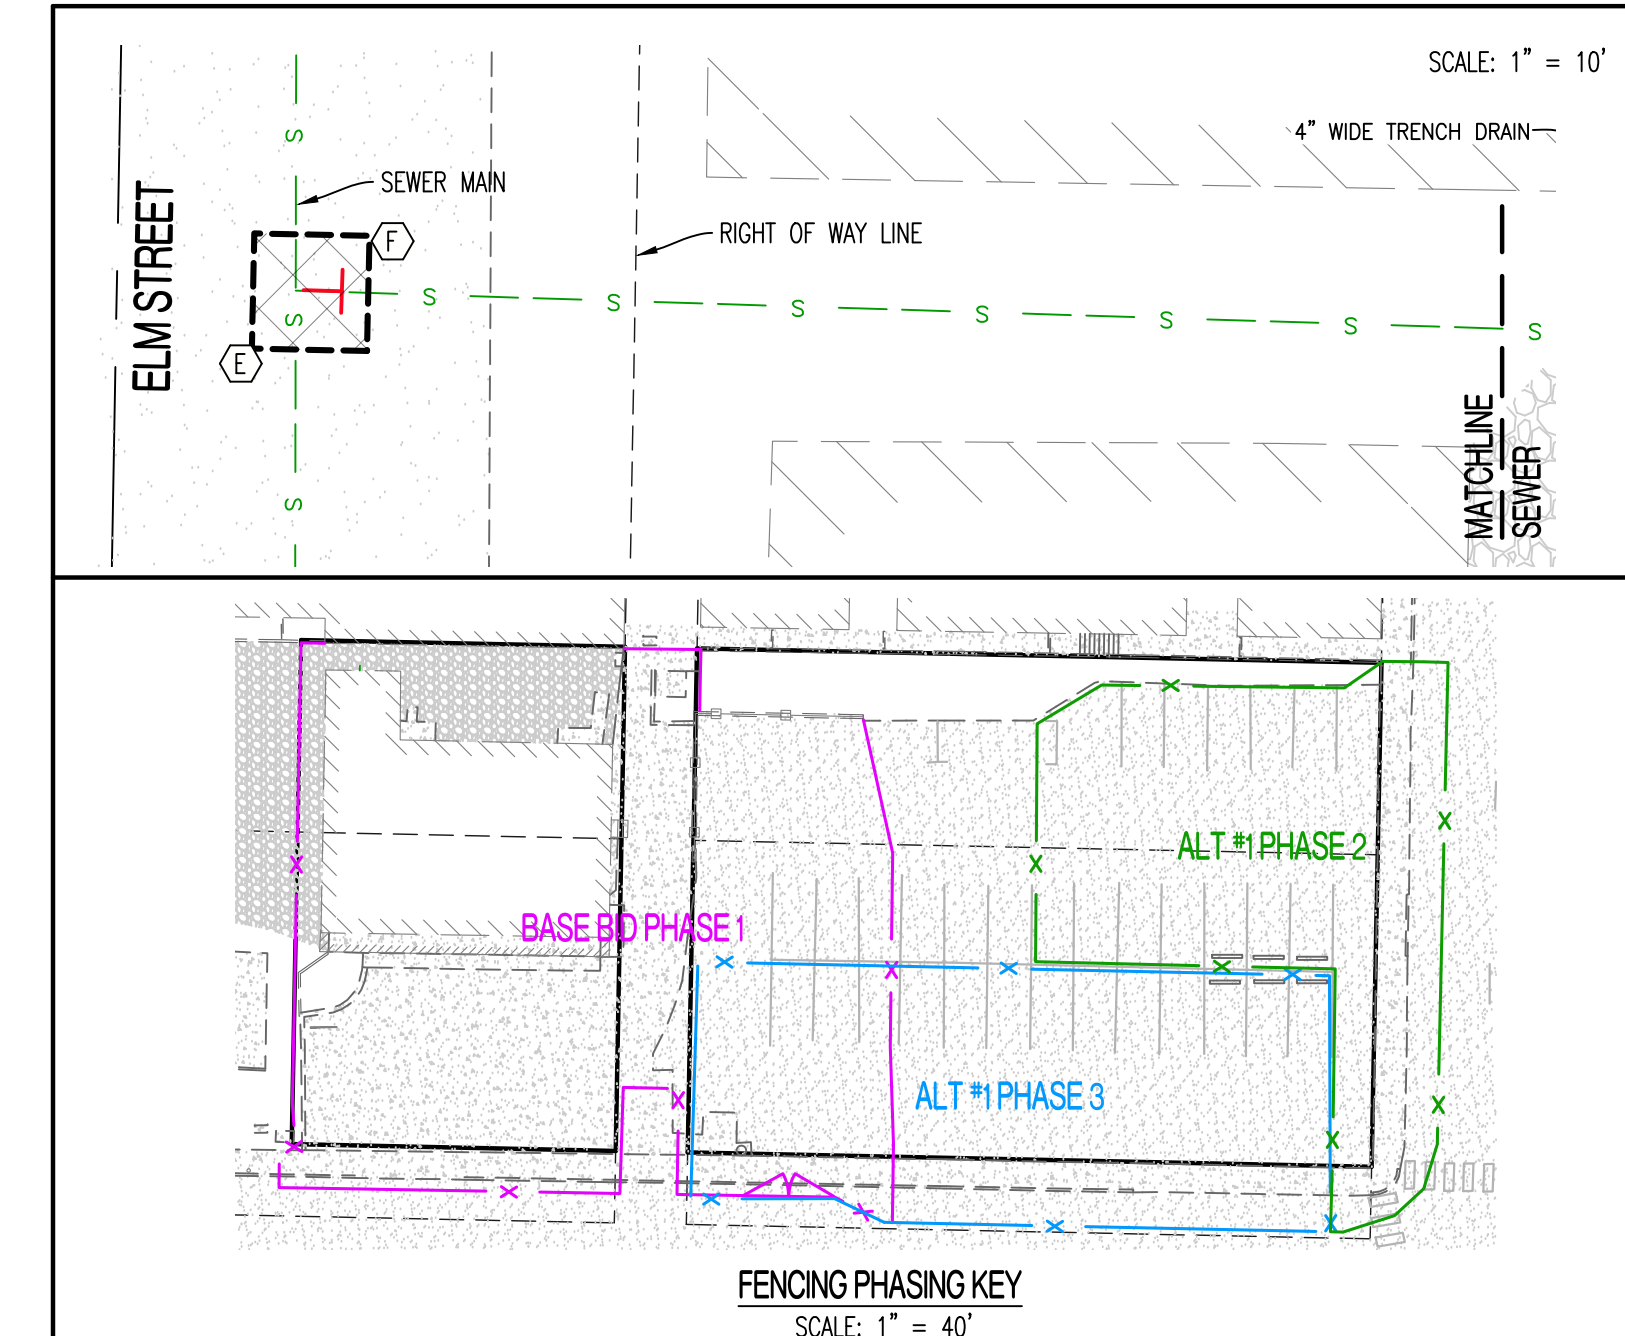 SCALE: 1" = 10'
4" WIDE TRENCH DRAIN
S
SEWER MAIN
ELM STREET
F
RIGHT OF WAY LINE
S
S
S
S
S
S
S
S
S
E
MATCHLINE
SEWER
S
ALT #1 PHASE 2
BASE BID PHASE 1
ALT #1 PHASE 3
FENCING PHASING KEY
SCALE: 1" = 40'